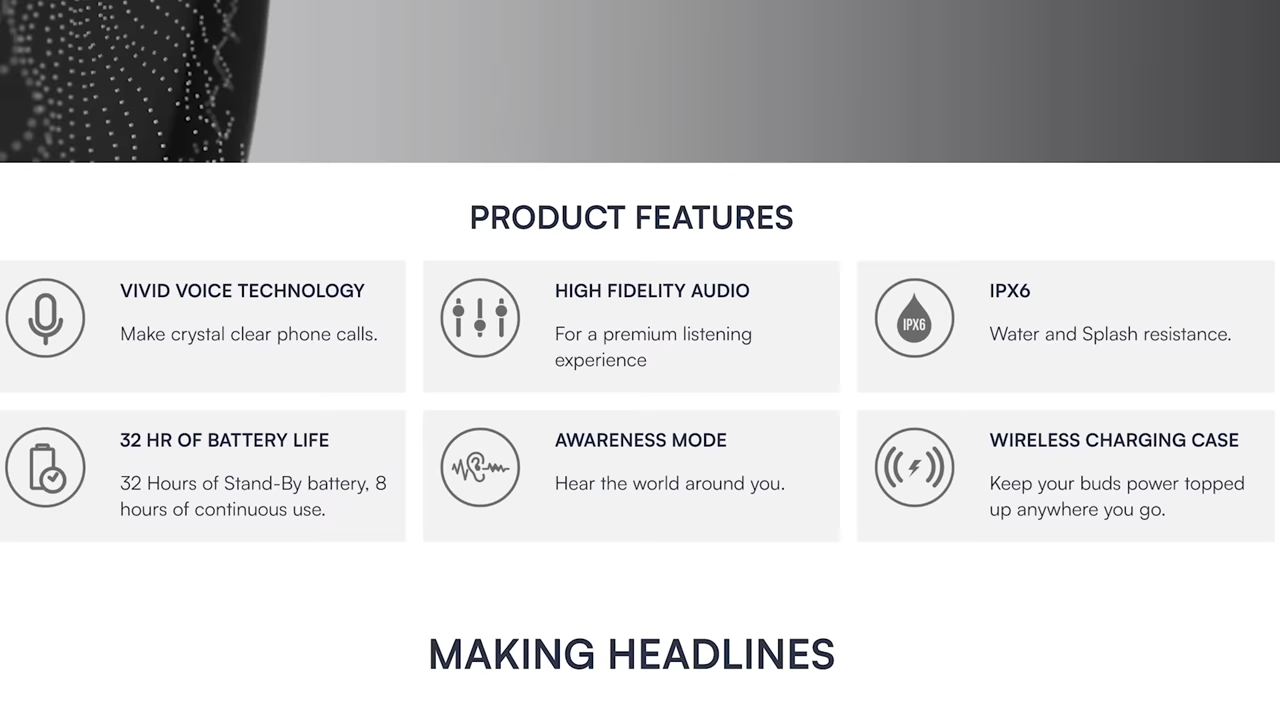 PRODUCT FEATURES
VIVID VOICE TECHNOLOGY
Make crystal clear phone calls.
HIGH FIDELITY AUDIO
For a premium listening
experience
IPX6
IPX6
Water and Splash resistance.
32 HR OF BATTERY LIFE
32 Hours of Stand-By battery, 8
hours of continuous use.
AWARENESS MODE
Hear the world around you.
WIRELESS CHARGING CASE
Keep your buds power topped
up anywhere you go.
MAKING HEADLINES